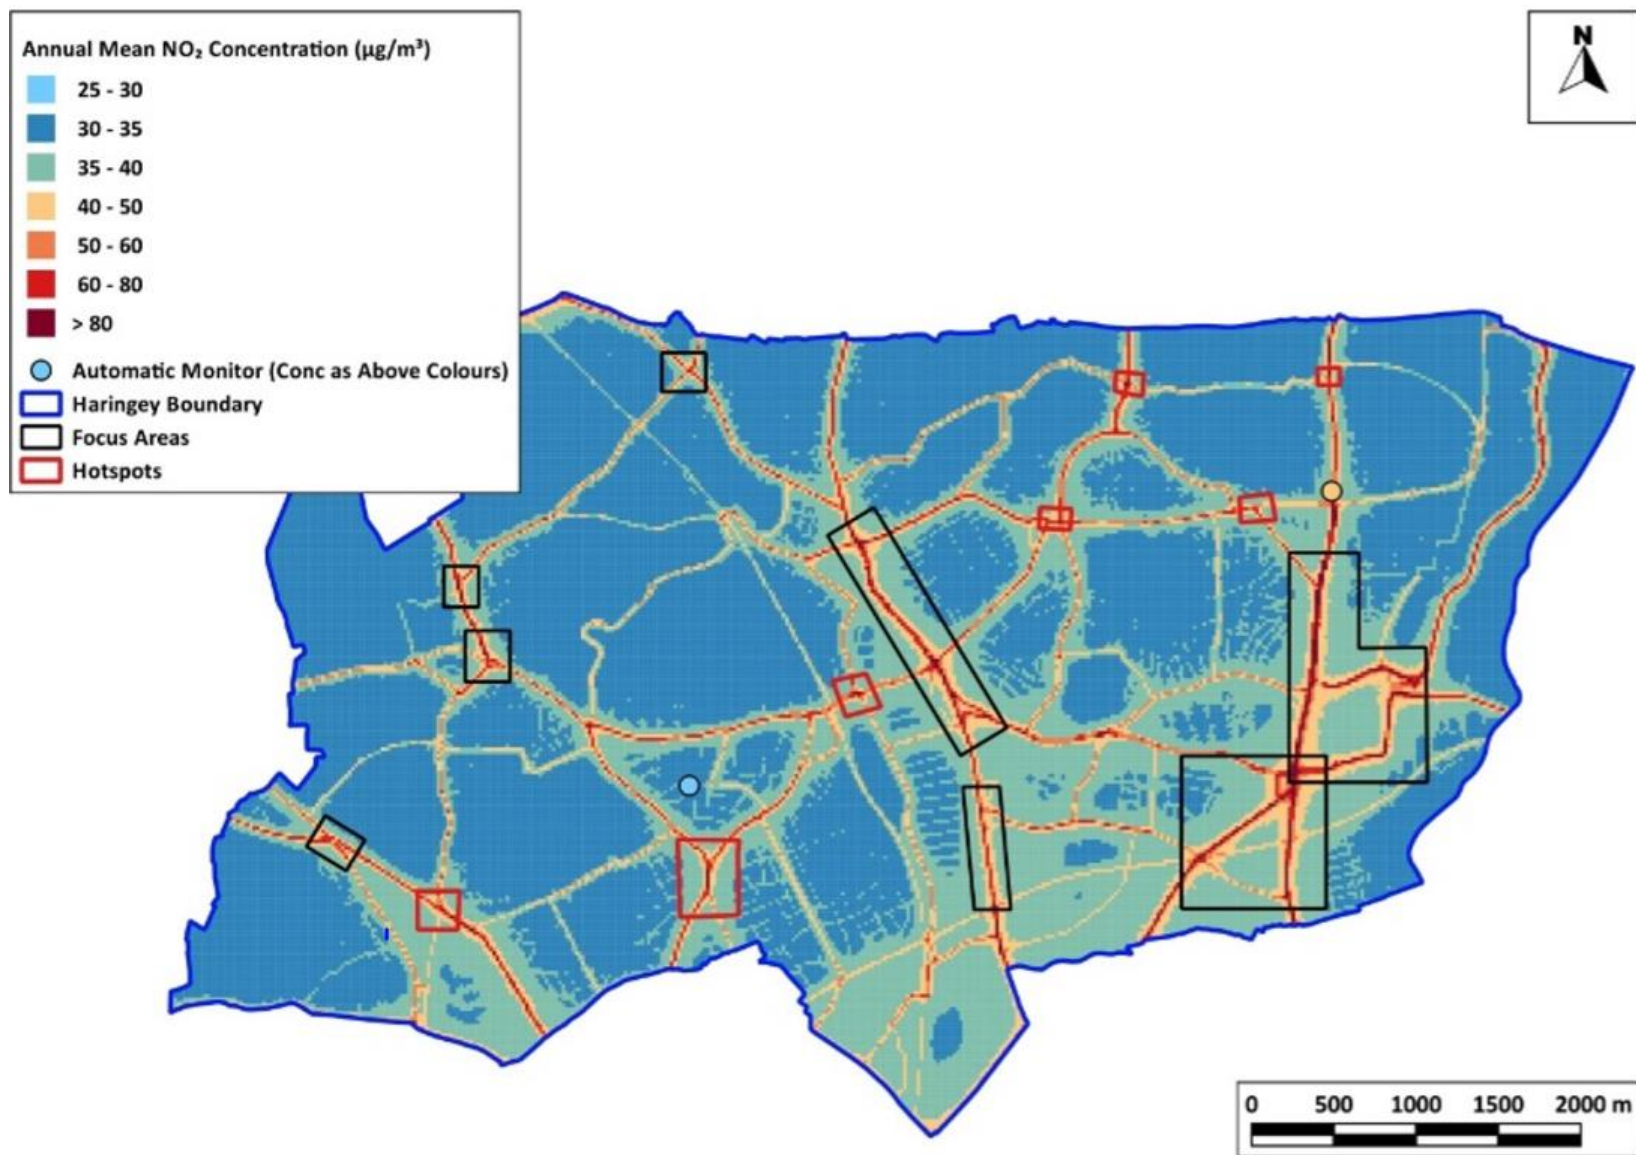 Annual Mean NO₂ Concentration (µg/m³)
25 - 30
30 - 35
35 - 40
40 - 50
50 - 60
60 - 80
> 80
Automatic Monitor (Conc as Above Colours)
Haringey Boundary
Focus Areas
Hotspots
N
0 500 1000 1500 2000 m